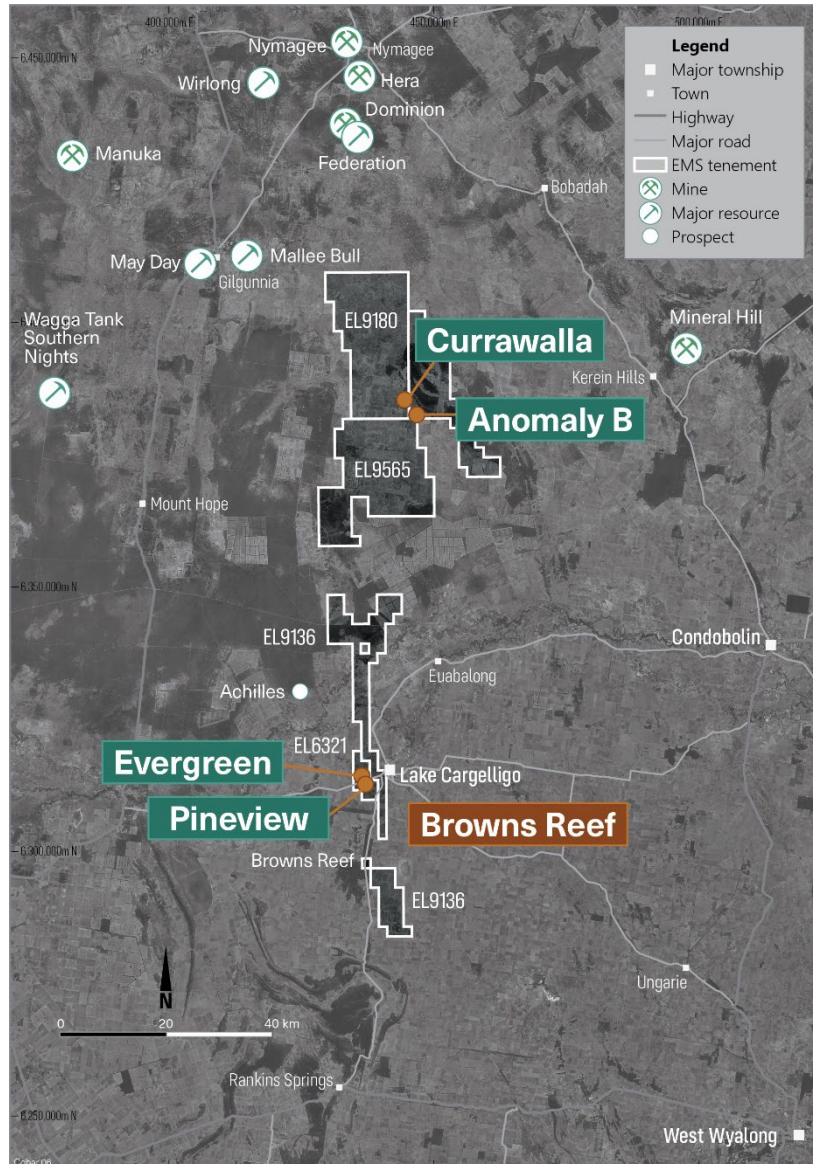 400,000m E
450,000m E
500,000m E
6,450,000m N
6,350,000m N
6,300,000m N
6,250,000m N
Legend
Major township
Town
Highway
Major road
EMS tenement
Mine
Major resource
Prospect
Nymagee
Nymagee
Wirlong
Hera
Dominion
Federation
Manuka
Bobadah
May Day
Mallee Bull
Gilgunnia
Wagga Tank
Southern
Nights
EL9180
Currawalla
Mineral Hill
Kerein Hills
Anomaly B
EL9565
Mount Hope
EL9136
Condobolin
Euabalong
Achilles
EL6321
Evergreen
Lake Cargelligo
Pineview
Browns Reef
Browns Reef
EL9136
Ungarie
N
0 20 40 km
Rankins Springs
West Wyalong